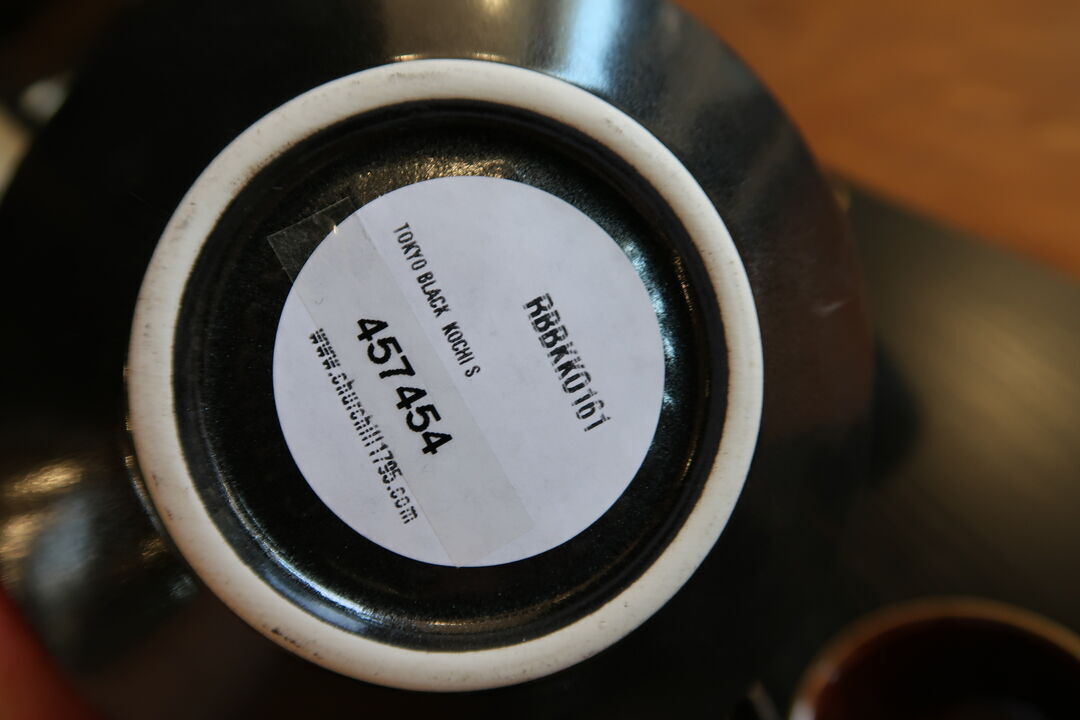 RBBKKO161
TOKYO BLACK KOCHI S
457454
www.churchill1795.com